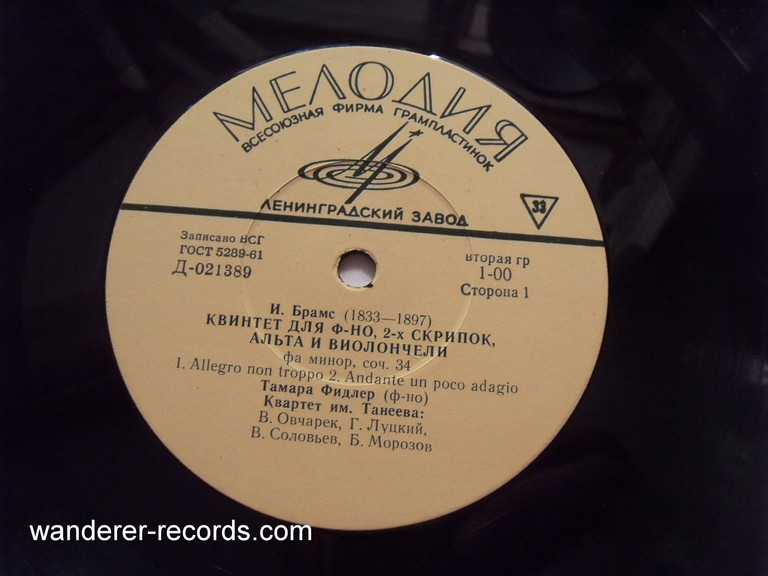 МЕЛОДИЯ
ВСЕСОЮЗНАЯ ФИРМА ГРАМПЛАСТИНОК
ЛЕНИНГРАДСКИЙ ЗАВОД
33
Записано ВСГ
ГОСТ 5289-61
Д-021389
вторая гр
1-00
Сторона 1
И. Брамс (1833—1897)
КВИНТЕТ ДЛЯ Ф-НО, 2-х СКРИПОК,
АЛЬТА И ВИОЛОНЧЕЛИ
фа минор, соч. 34
1. Allegro non troppo 2. Andante un poco adagio
Тамара Фидлер (ф-но)
Квартет им. Танеева:
В. Овчарек, Г. Луцкий,
В. Соловьев, Б. Морозов
wanderer-records.com